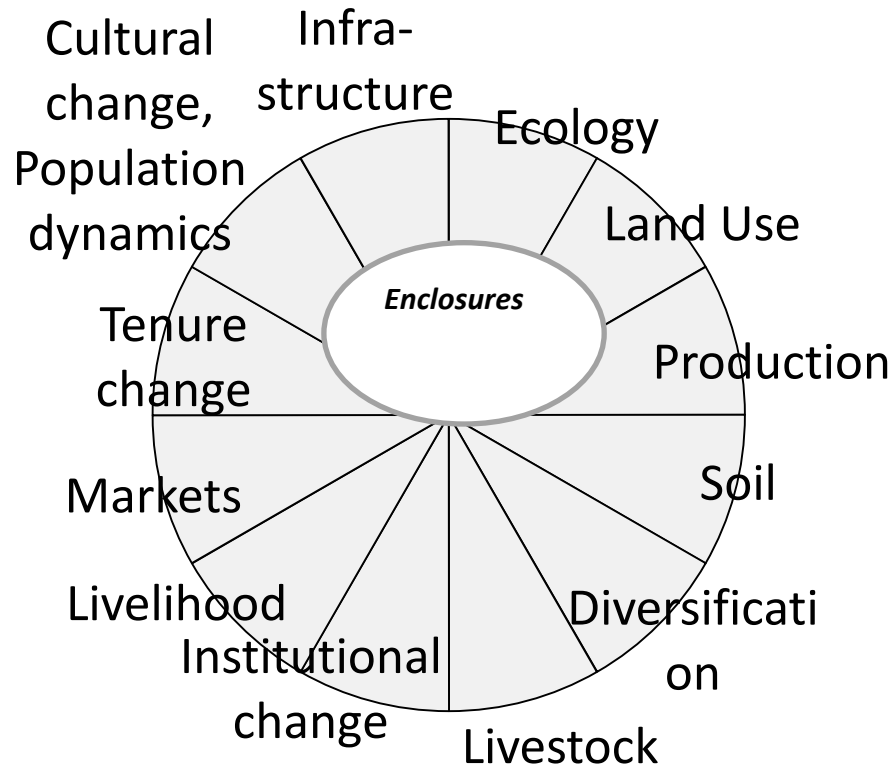 Cultural
change,
Population
dynamics
Infra-
structure
Ecology
Land Use
Enclosures
Tenure
change
Production
Markets
Soil
Livelihood
Diversificati
on
Institutional
change
Livestock